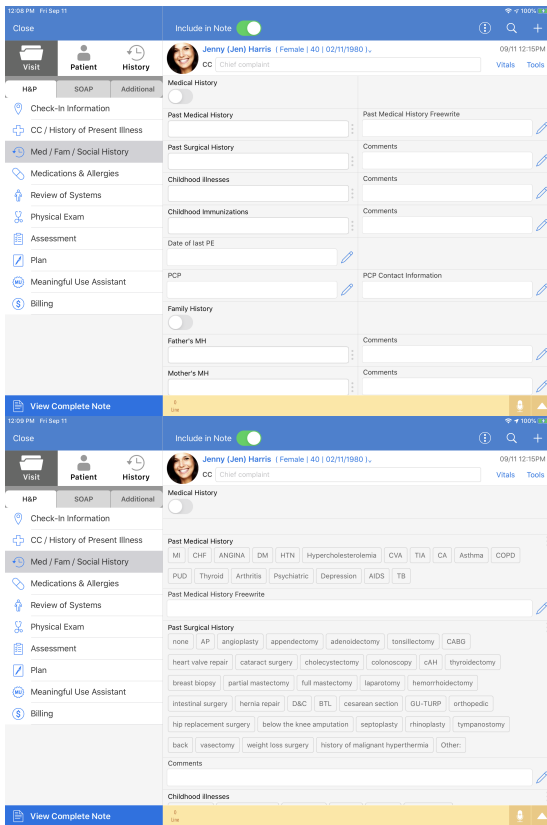 12:08 PM Fri Sep 11
100%
Close
Include in Note
Visit
Patient
History
Jenny (Jen) Harris ( Female | 40 | 02/11/1980 )
09/11 12:15PM
CC Chief complaint
Vitals Tools
H&P SOAP Additional
Check-In Information
CC / History of Present Illness
Med / Fam / Social History
Medications & Allergies
Review of Systems
Physical Exam
Assessment
Plan
MU Meaningful Use Assistant
$ Billing
View Complete Note
Medical History
Past Medical History
Past Medical History Freewrite
Past Surgical History
Comments
Childhood illnesses
Comments
Childhood Immunizations
Comments
Date of last PE
PCP
PCP Contact Information
Family History
Father's MH
Comments
Mother's MH
Comments
0
Line
12:09 PM Fri Sep 11
100%
Close
Include in Note
Visit
Patient
History
Jenny (Jen) Harris ( Female | 40 | 02/11/1980 )
09/11 12:15PM
CC Chief complaint
Vitals Tools
H&P SOAP Additional
Check-In Information
CC / History of Present Illness
Med / Fam / Social History
Medications & Allergies
Review of Systems
Physical Exam
Assessment
Plan
MU Meaningful Use Assistant
$ Billing
View Complete Note
Medical History
Past Medical History
MI CHF ANGINA DM HTN Hypercholesterolemia CVA TIA CA Asthma COPD
PUD Thyroid Arthritis Psychiatric Depression AIDS TB
Past Medical History Freewrite
Past Surgical History
none AP angioplasty appendectomy adenoidectomy tonsillectomy CABG
heart valve repair cataract surgery cholecystectomy colonoscopy cAH thyroidectomy
breast biopsy partial mastectomy full mastectomy laparotomy hemorrhoidectomy
intestinal surgery hernia repair D&C BTL cesarean section GU-TURP orthopedic
hip replacement surgery below the knee amputation septoplasty rhinoplasty tympanostomy
back vasectomy weight loss surgery history of malignant hyperthermia Other:
Comments
Childhood illnesses
0
Line